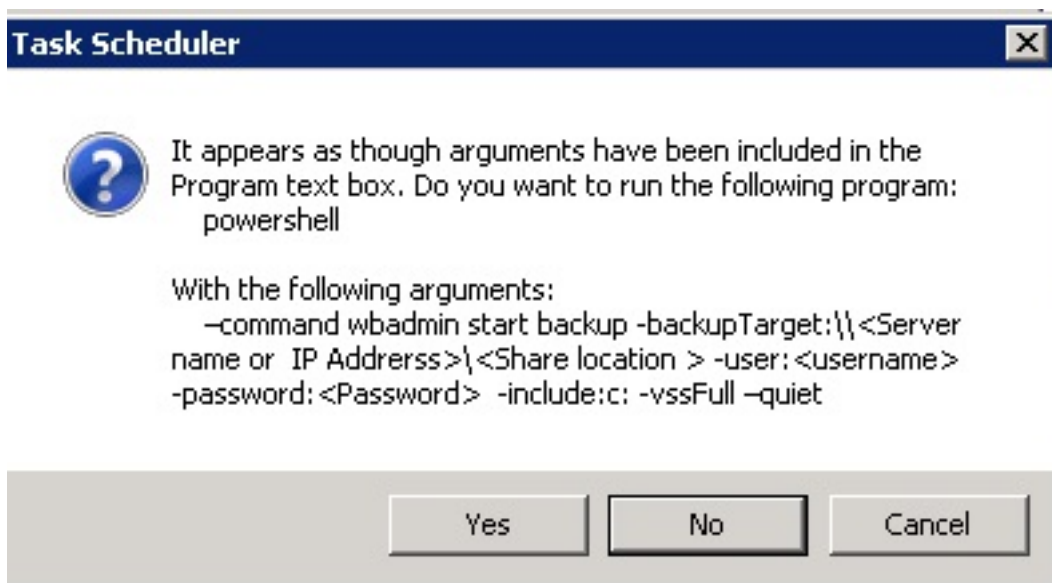 Task Scheduler
It appears as though arguments have been included in the
Program text box. Do you want to run the following program:
powershell
With the following arguments:
–command wbadmin start backup -backupTarget:\\<Server
name or  IP Addrerss>\<Share location > -user:<username>
-password:<Password>  -include:c: -vssFull –quiet
Yes
No
Cancel